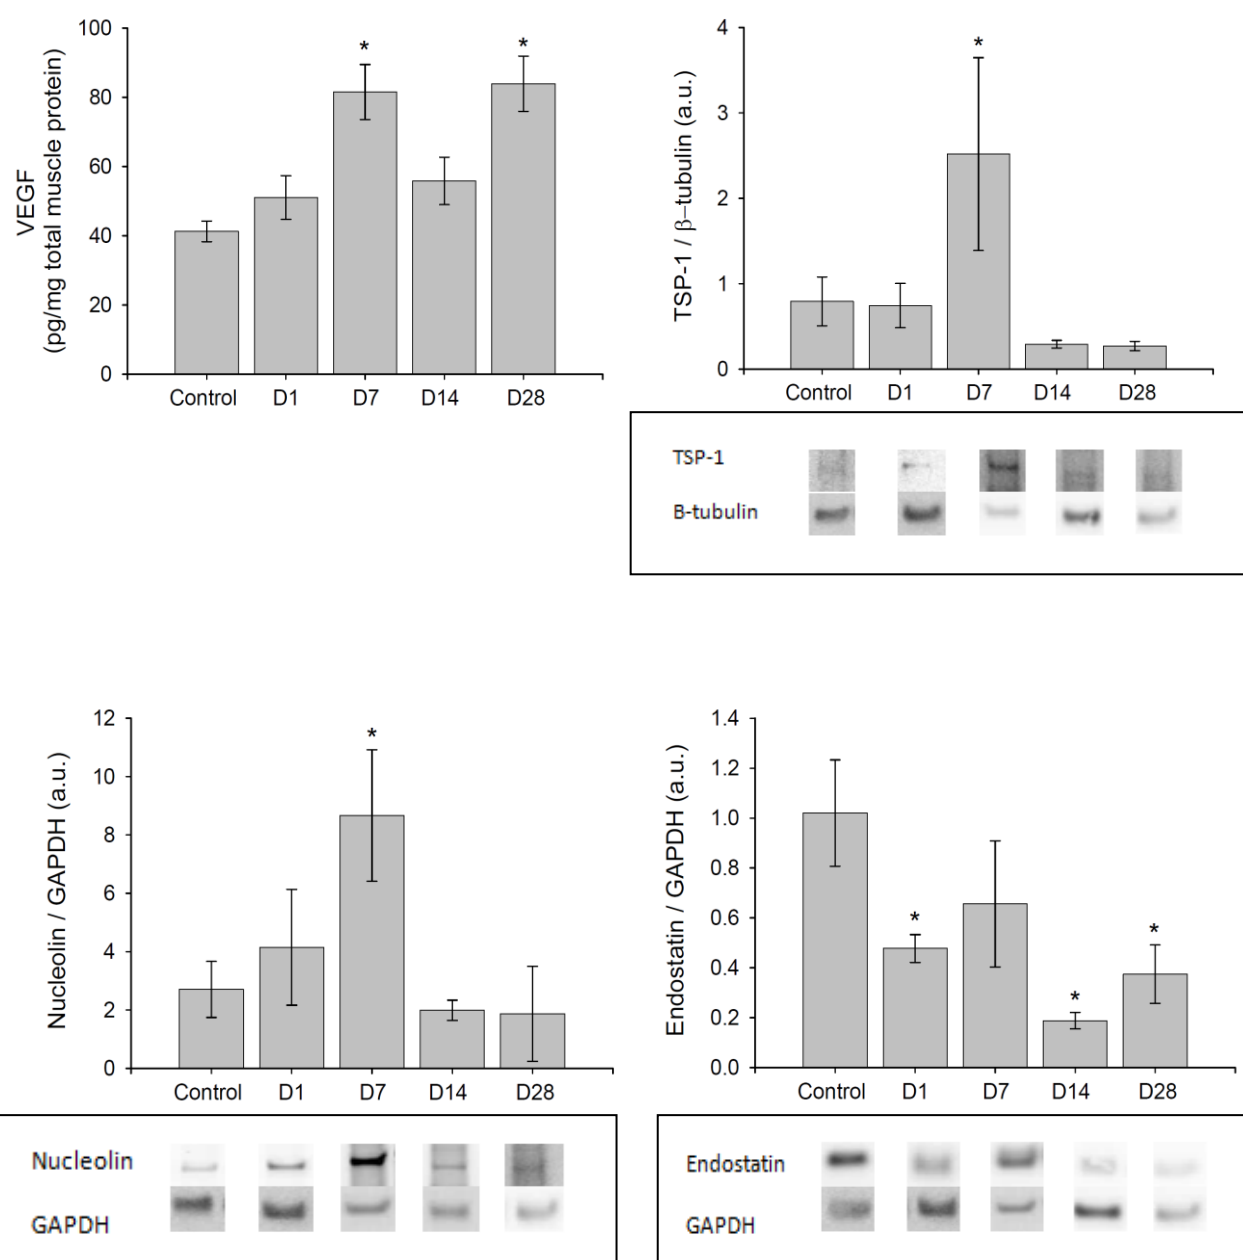 VEGF
(pg/mg total muscle protein)
100
80
60
40
20
0
*
*
Control D1 D7 D14 D28
TSP-1 / β-tubulin (a.u.)
4
3
2
1
0
*
Control D1 D7 D14 D28
TSP-1
B-tubulin
Nucleolin / GAPDH (a.u.)
12
10
8
6
4
2
0
*
Control D1 D7 D14 D28
Nucleolin
GAPDH
Endostatin / GAPDH (a.u.)
1.4
1.2
1.0
0.8
0.6
0.4
0.2
0.0
*
*
*
Control D1 D7 D14 D28
Endostatin
GAPDH